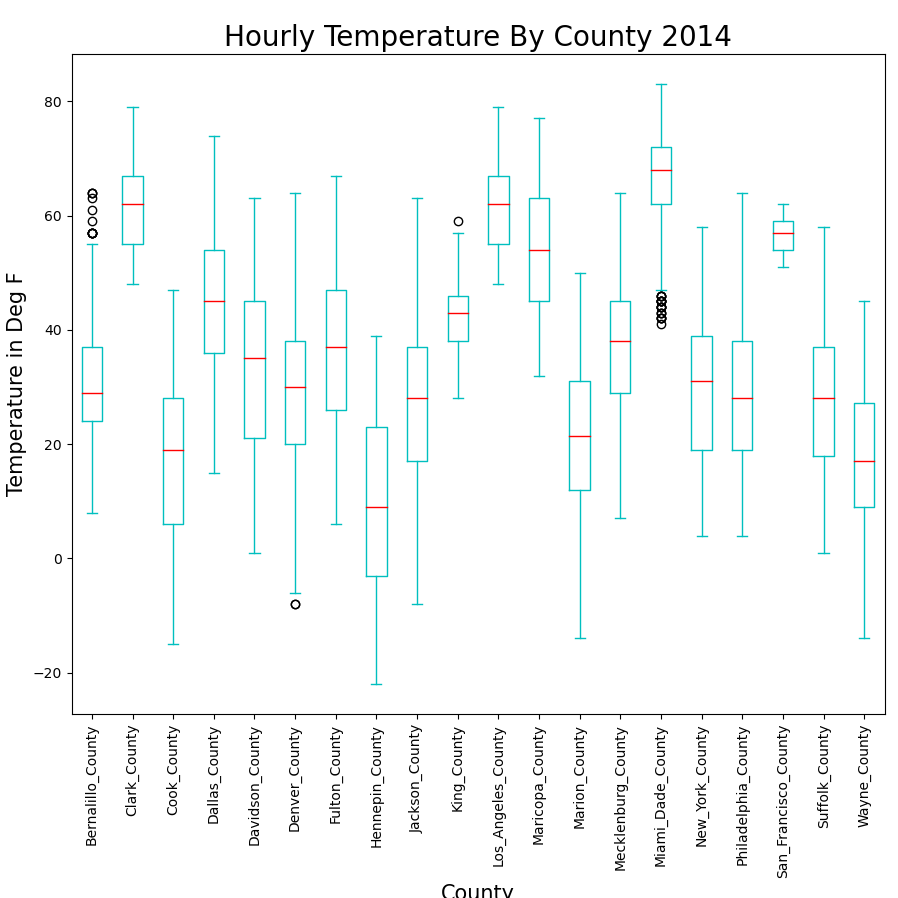 Hourly Temperature By County 2014
Temperature in Deg F
80
60
40
20
0
−20
Bernalillo_County
Clark_County
Cook_County
Dallas_County
Davidson_County
Denver_County
Fulton_County
Hennepin_County
Jackson_County
King_County
Los_Angeles_County
Maricopa_County
Marion_County
Mecklenburg_County
Miami_Dade_County
New_York_County
Philadelphia_County
San_Francisco_County
Suffolk_County
Wayne_County
County